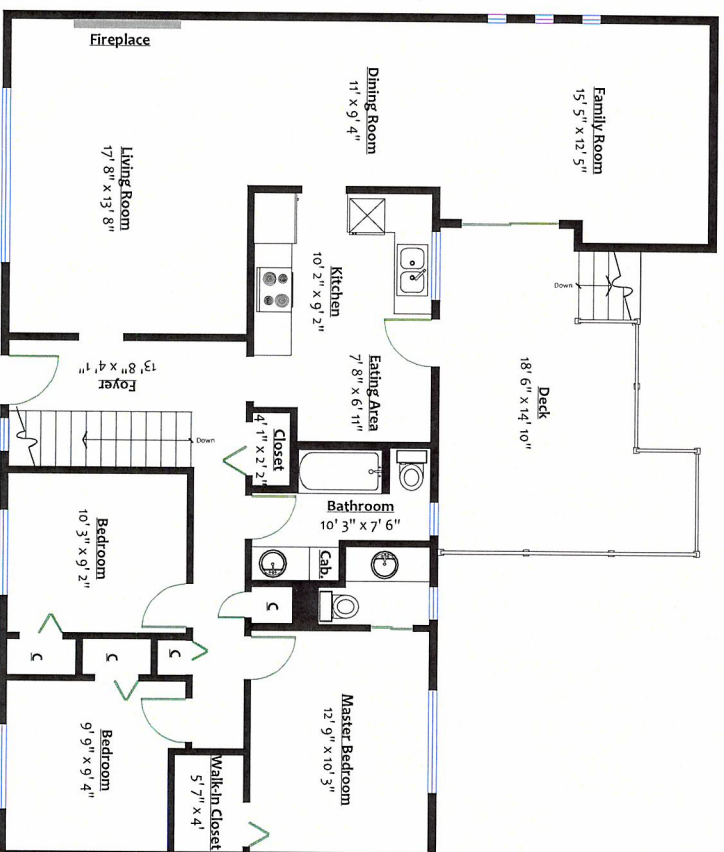 Fireplace
Living Room
17' 8" x 13' 8"
Dining Room
11' x 9' 4"
Family Room
15' 5" x 12' 5"
Kitchen
10' 2" x 9' 2"
Eating Area
7' 8" x 6' 11"
Down
Deck
18' 6" x 14' 10"
Foyer
13' 8" x 4' 1"
Down
Closet
4' 1" x 2' 2"
Bathroom
10' 3" x 7' 6"
Cab.
Bedroom
10' 3" x 9' 2"
C
C
C
C
Bedroom
9' 9" x 9' 4"
Walk-In Closet
5' 7" x 4'
Master Bedroom
12' 9" x 10' 3"